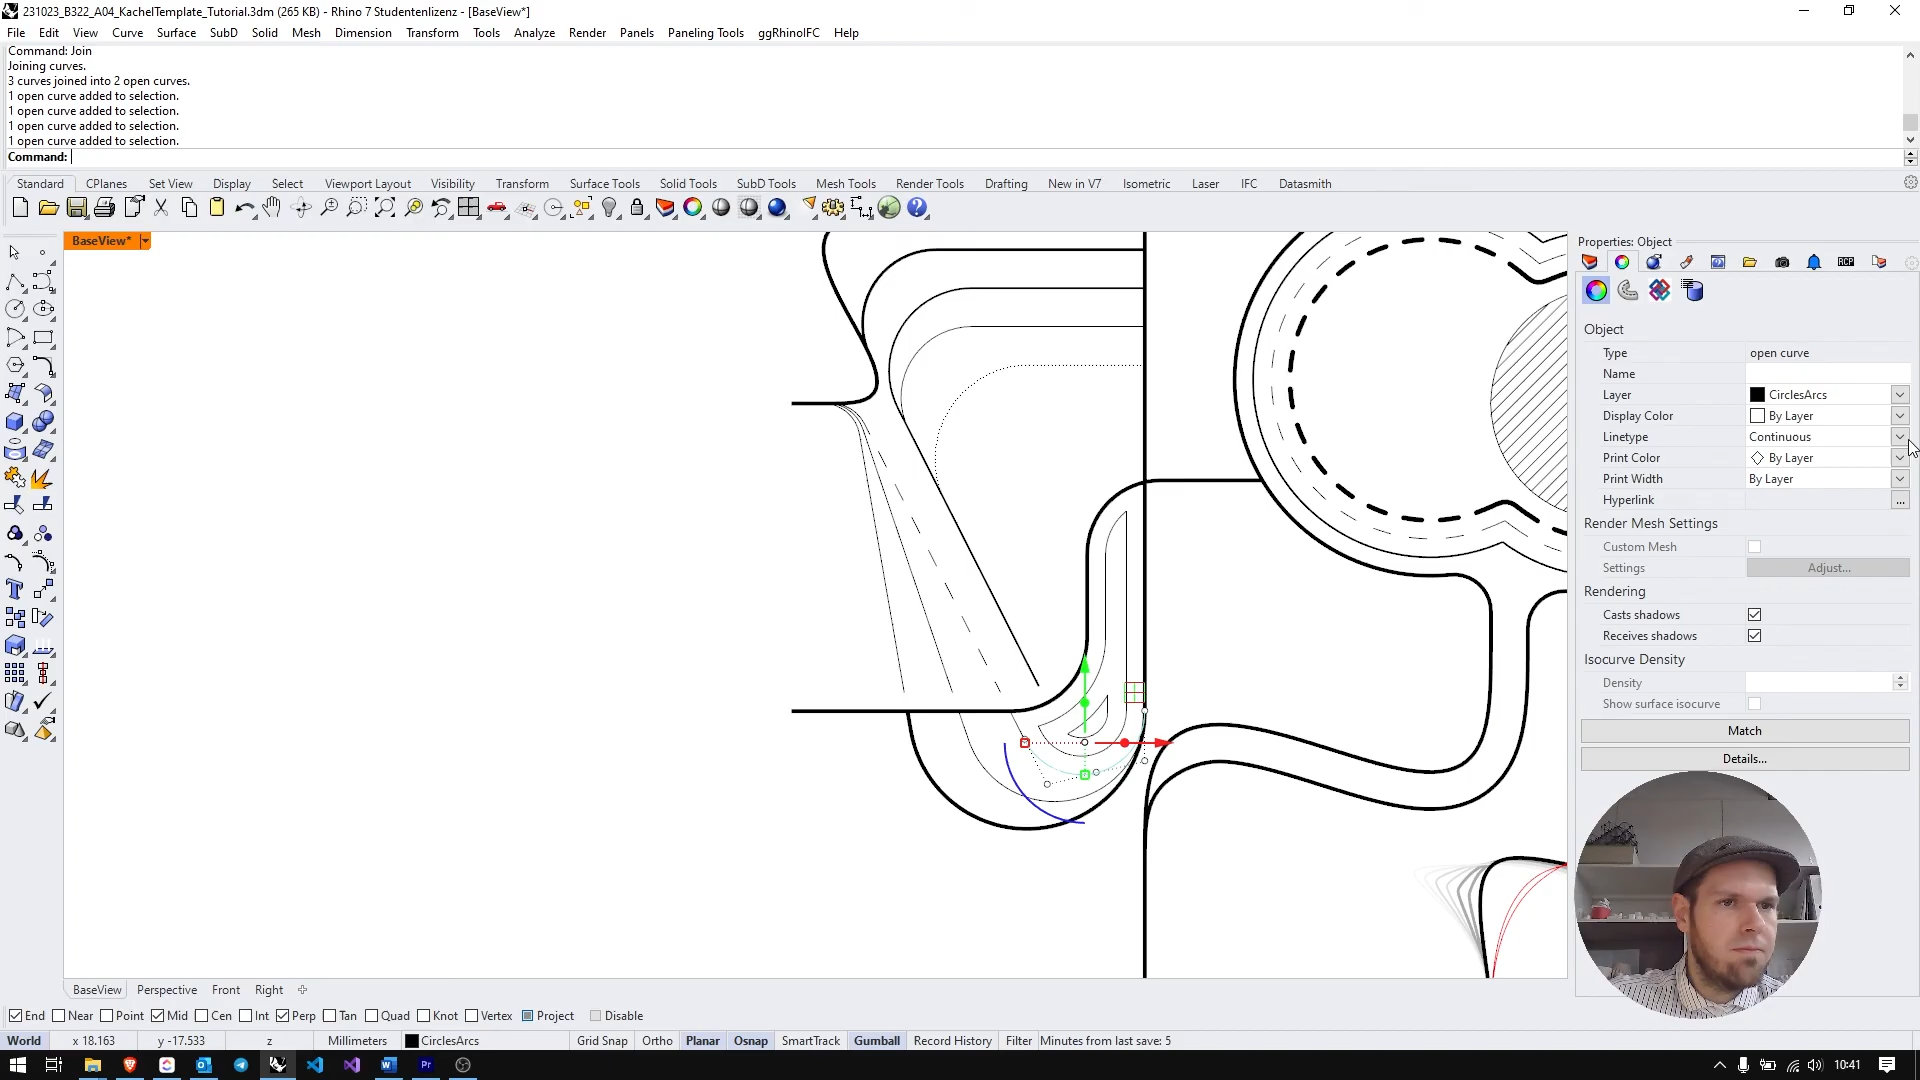 231023_B322_A04_KachelTemplate_Tutorial.3dm (265 KB) - Rhino 7 Studentenlizenz - [BaseView*]
File Edit View Curve Surface SubD Solid Mesh Dimension Transform Tools Analyze Render Panels Paneling Tools ggRhinoIFC Help
Command: Join
Joining curves.
3 curves joined into 2 open curves.
1 open curve added to selection.
1 open curve added to selection.
1 open curve added to selection.
1 open curve added to selection.
Command:
Standard CPlanes Set View Display Select Viewport Layout Visibility Transform Surface Tools Solid Tools SubD Tools Mesh Tools Render Tools Drafting New in V7 Isometric Laser IFC Datasmith
BaseView*
Properties: Object
RCP
Object
Type open curve
Name
Layer CirclesArcs
Display Color By Layer
Linetype Continuous
Print Color By Layer
Print Width By Layer
Hyperlink ...
Render Mesh Settings
Custom Mesh
Settings Adjust...
Rendering
Casts shadows
Receives shadows
Isocurve Density
Density
Show surface isocurve
Match
Details...
BaseView Perspective Front Right
End Near Point Mid Cen Int Perp Tan Quad Knot Vertex Project Disable
World x 18.163 y -17.533 z Millimeters CirclesArcs Grid Snap Ortho Planar Osnap SmartTrack Gumball Record History Filter Minutes from last save: 5
10:41